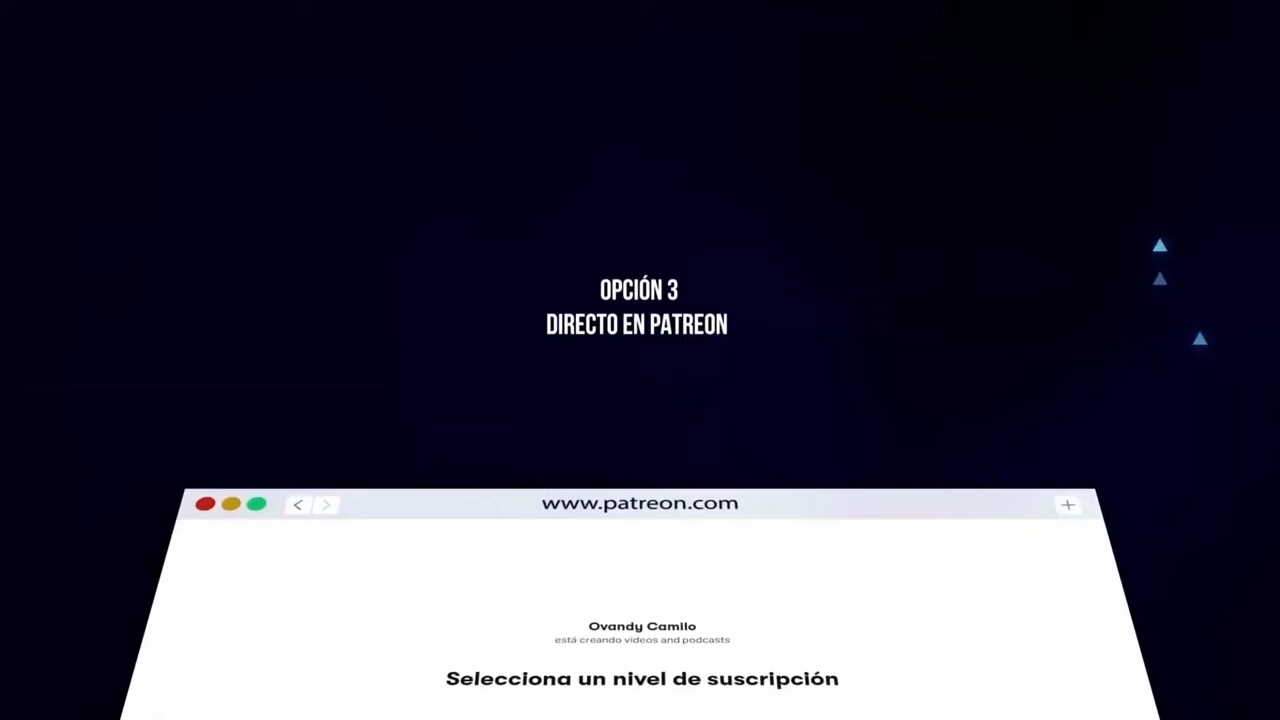 OPCIÓN 3
DIRECTO EN PATREON
www.patreon.com
Ovandy Camilo
está creando videos and podcasts
Selecciona un nivel de suscripción